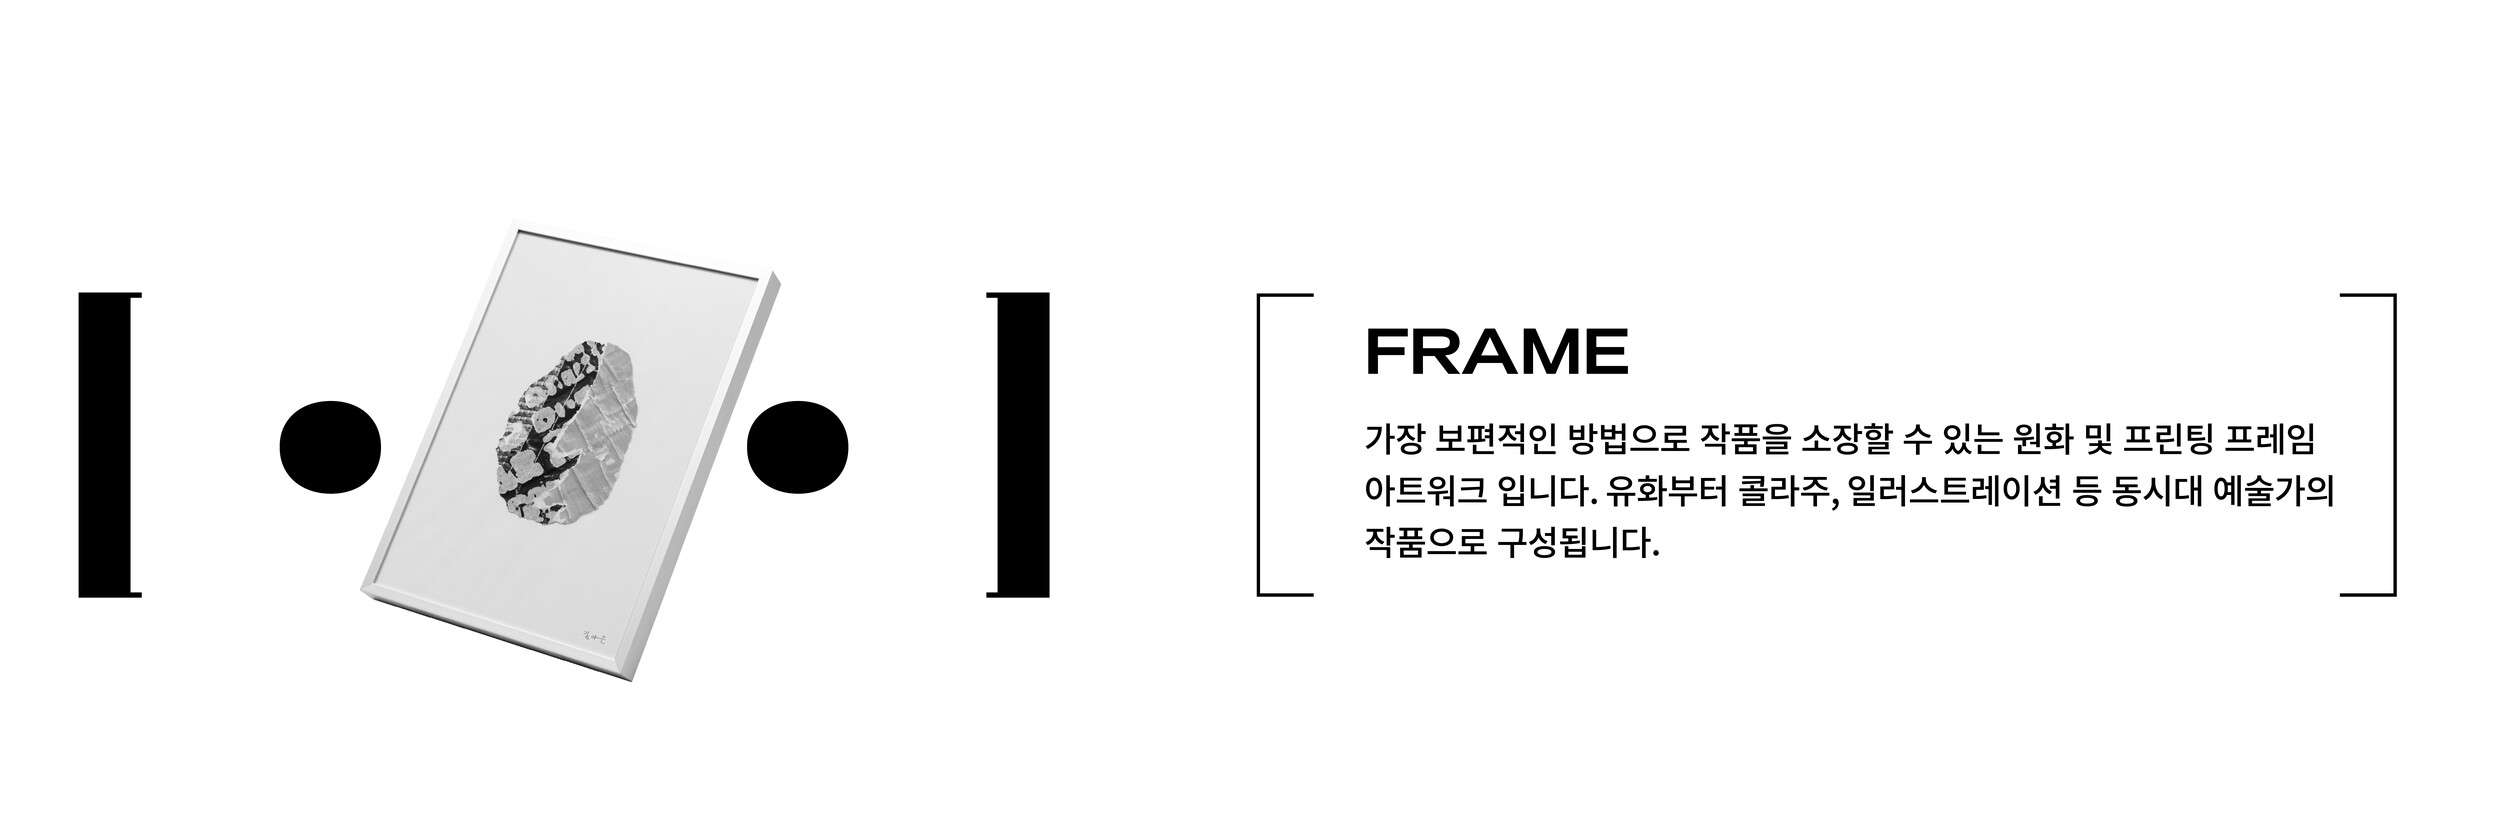 FRAME
가장 보편적인 방법으로 작품을 소장할 수 있는 원화 및 프린팅 프레임
아트워크 입니다. 유화부터 콜라주, 일러스트레이션 등 동시대 예술가의
작품으로 구성됩니다.